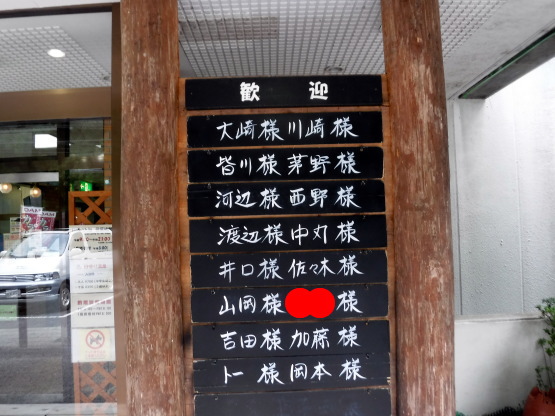 歓 迎
大崎様 川崎様
皆川様 茅野様
河辺様 西野様
渡辺様 中丸様
井口様 佐々木様
山岡様 様
吉田様 加藤様
トー様 岡本様